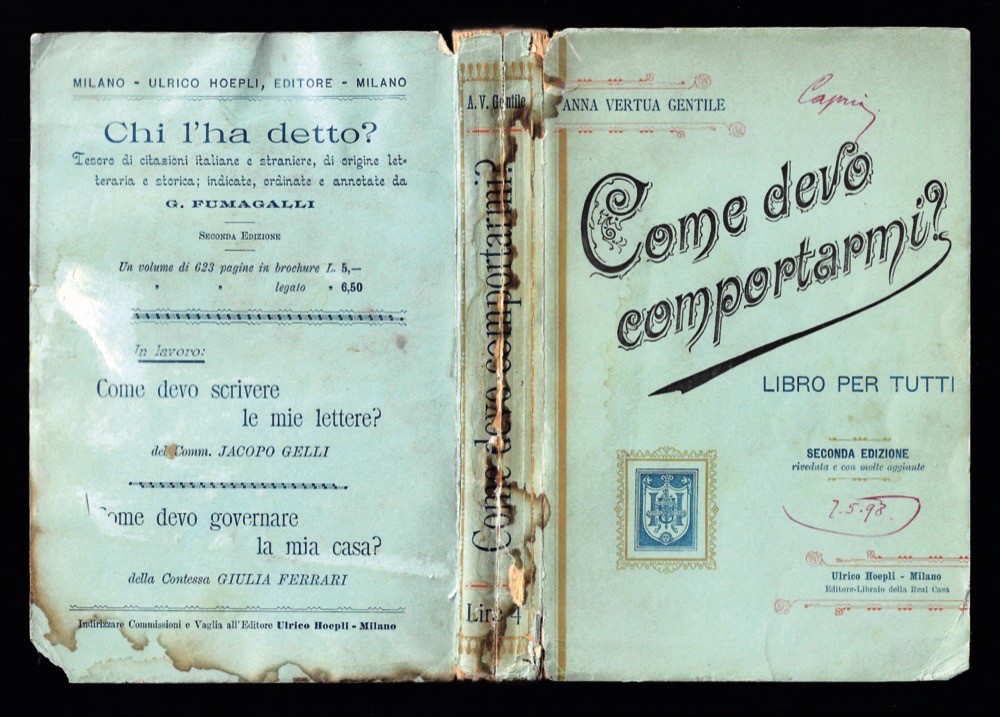 MILANO - ULRICO HOEPLI, EDITORE - MILANO
Chi l'ha detto?
Tesoro di citazioni italiane e straniere, di origine let-
teraria e storica; indicate, ordinate e annotate da
G. FUMAGALLI
SECONDA EDIZIONE
Un volume di 623 pagine in brochure L. 5,—
" " legato " 6,50
In lavoro:
Come devo scrivere
le mie lettere?
del Comm. JACOPO GELLI
Come devo governare
la mia casa?
della Contessa GIULIA FERRARI
Indirizzare Commissioni e Vaglia all'Editore Ulrico Hoepli - Milano
A. V. Gentile
Come devo comportarmi?
Lire 4
ANNA VERTUA GENTILE
Capri
Come devo
comportarmi?
LIBRO PER TUTTI
SECONDA EDIZIONE
riveduta e con molte aggiunte
7.5.98.
Ulrico Hoepli - Milano
Editore-Libraio della Real Casa